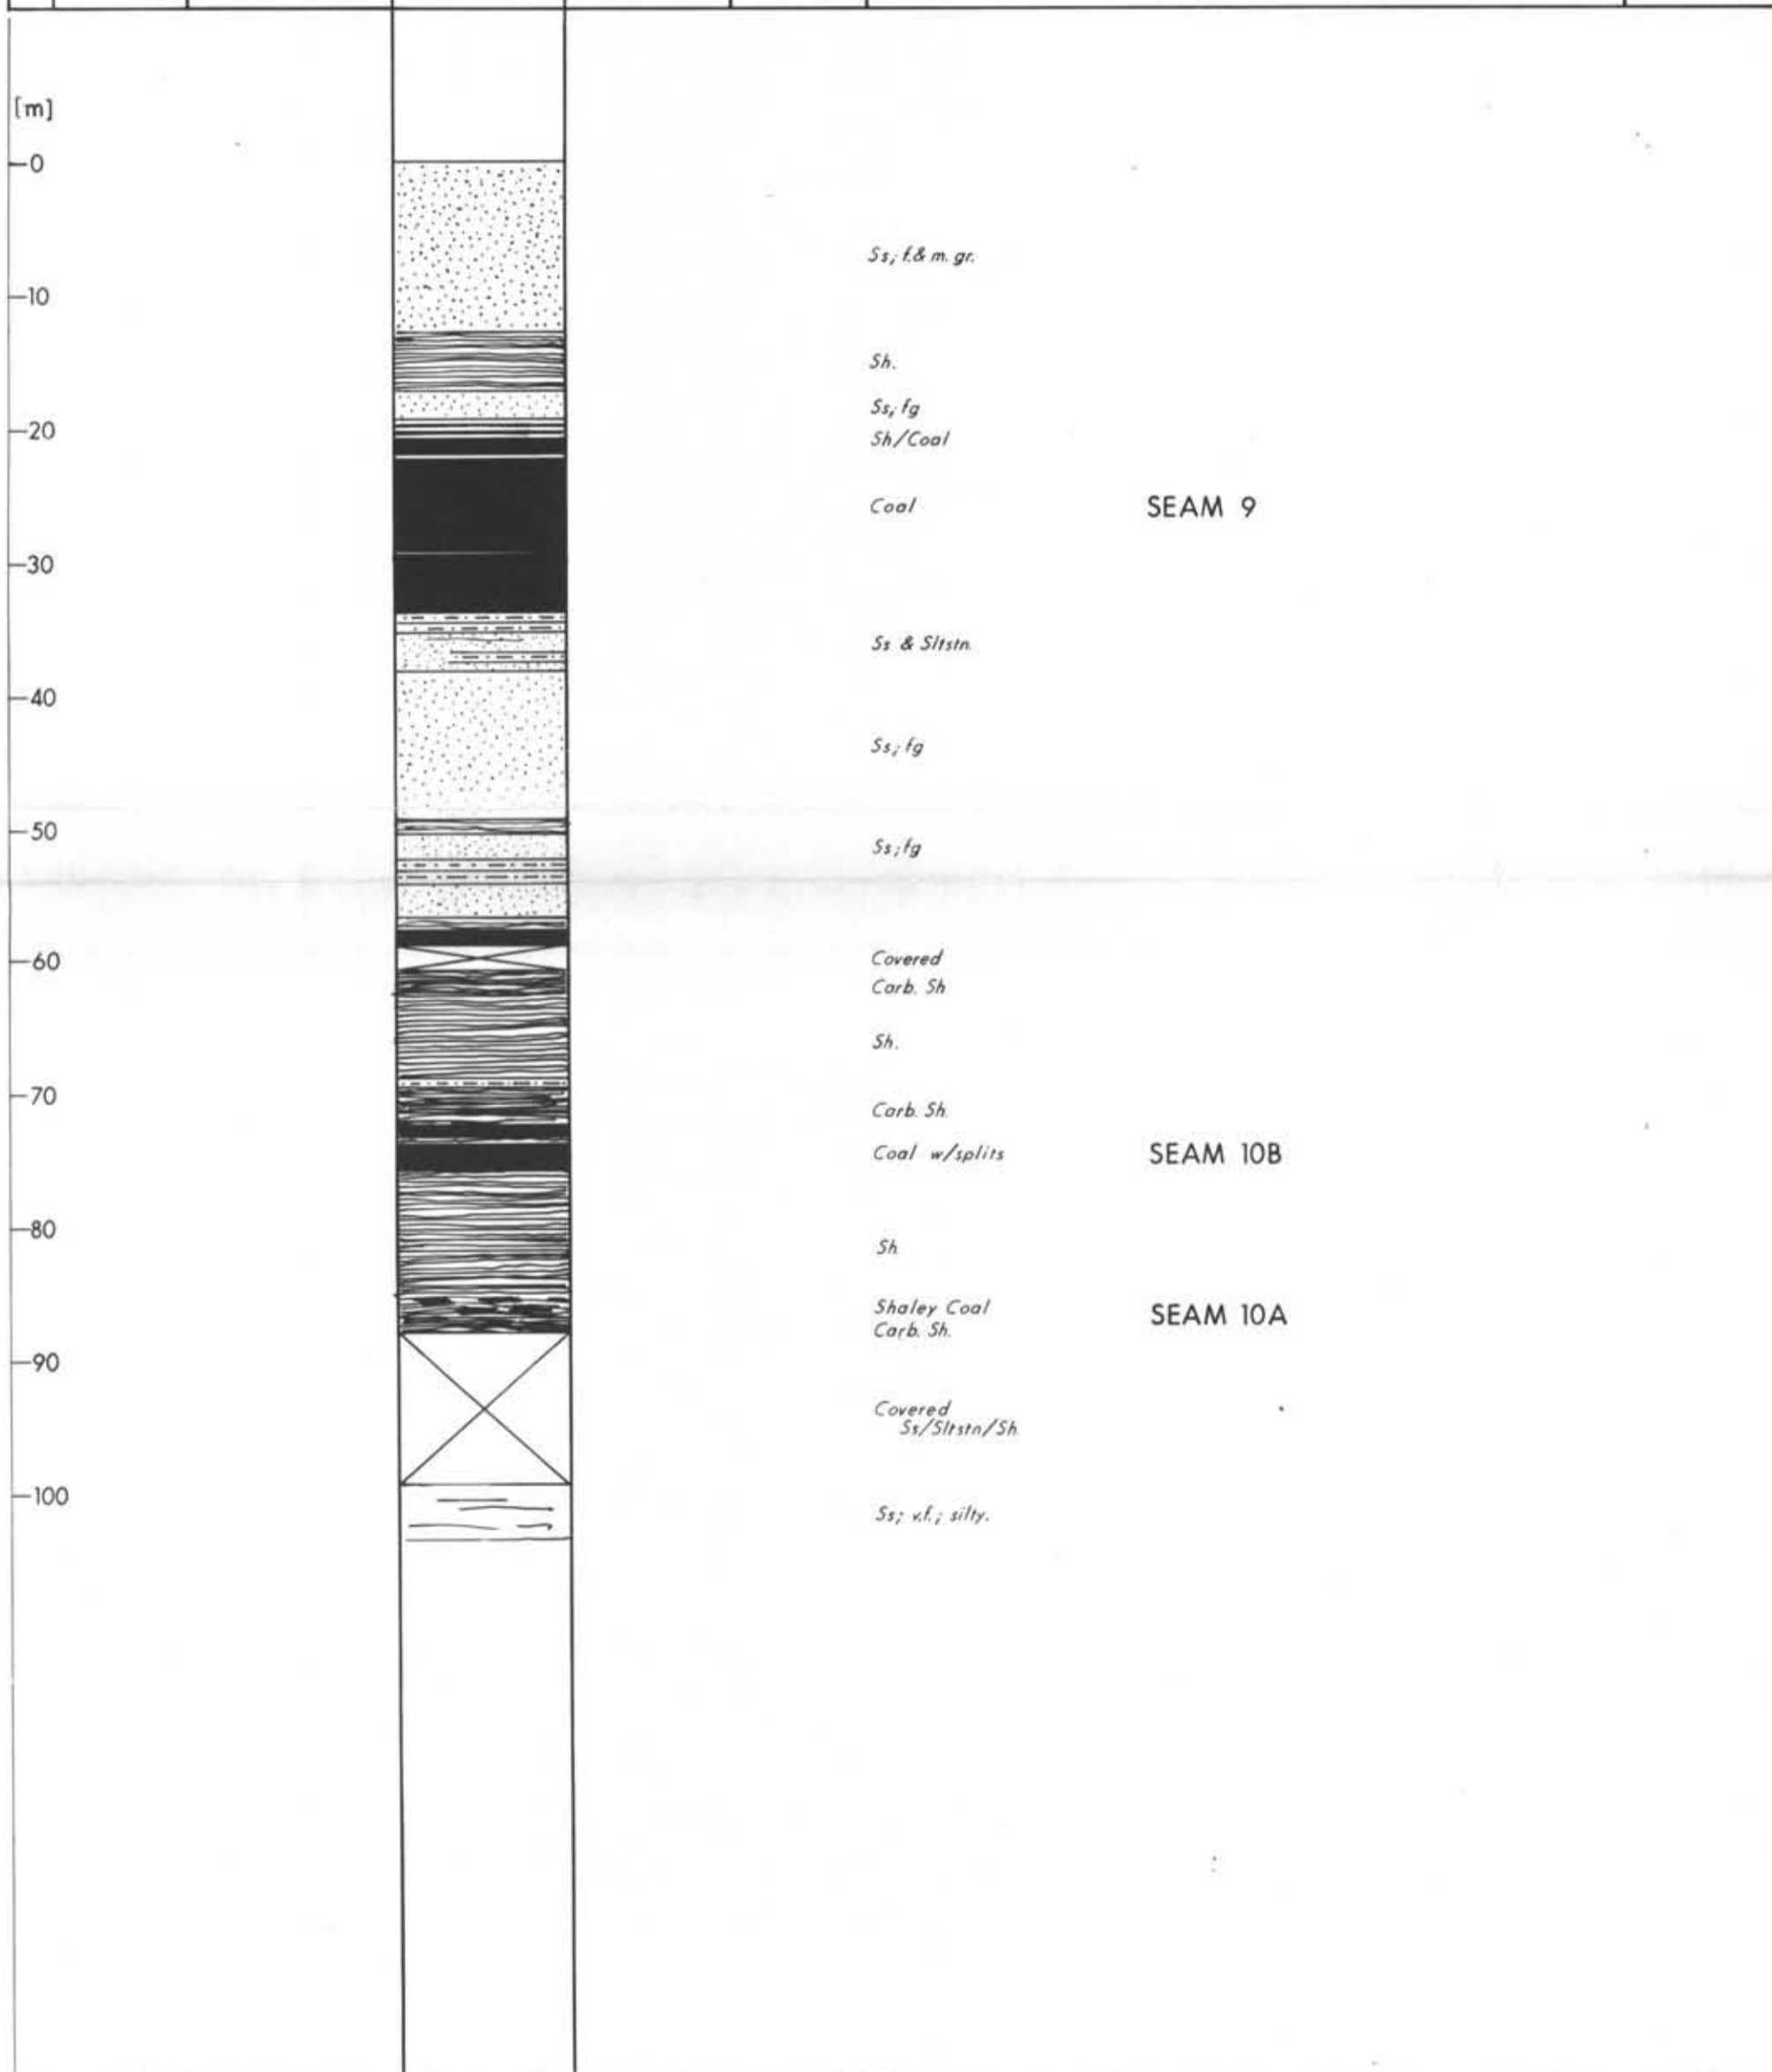 [m]
0
Ss; f.& m. gr.
10
Sh.
Ss; fg
20
Sh/Coal
Coal SEAM 9
30
Ss & Sltstn.
40
Ss; fg
50
Ss; fg
60
Covered
Carb. Sh
Sh.
70
Carb. Sh.
Coal w/splits SEAM 10B
80
Sh
Shaley Coal SEAM 10A
Carb. Sh.
90
Covered
Ss/Sltstn/Sh.
100
Ss; v.f.; silty.